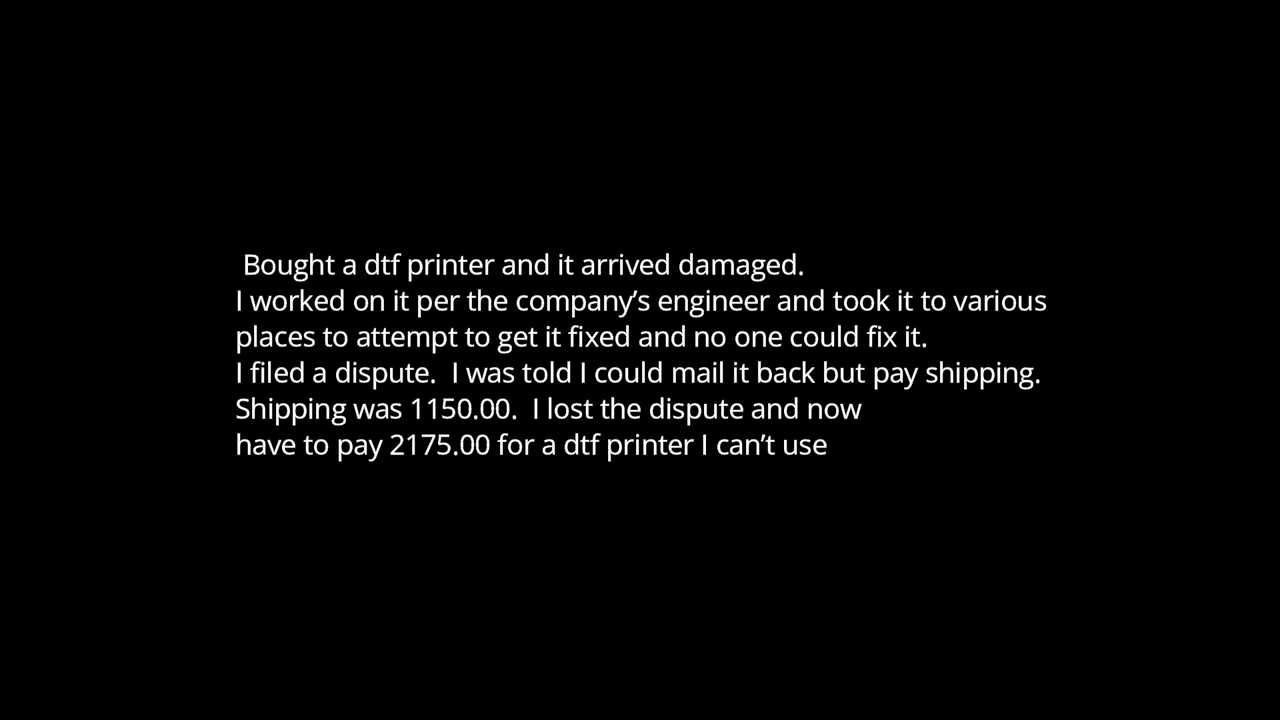 Bought a dtf printer and it arrived damaged.
I worked on it per the company’s engineer and took it to various
places to attempt to get it fixed and no one could fix it.
I filed a dispute.  I was told I could mail it back but pay shipping.
Shipping was 1150.00.  I lost the dispute and now
have to pay 2175.00 for a dtf printer I can’t use